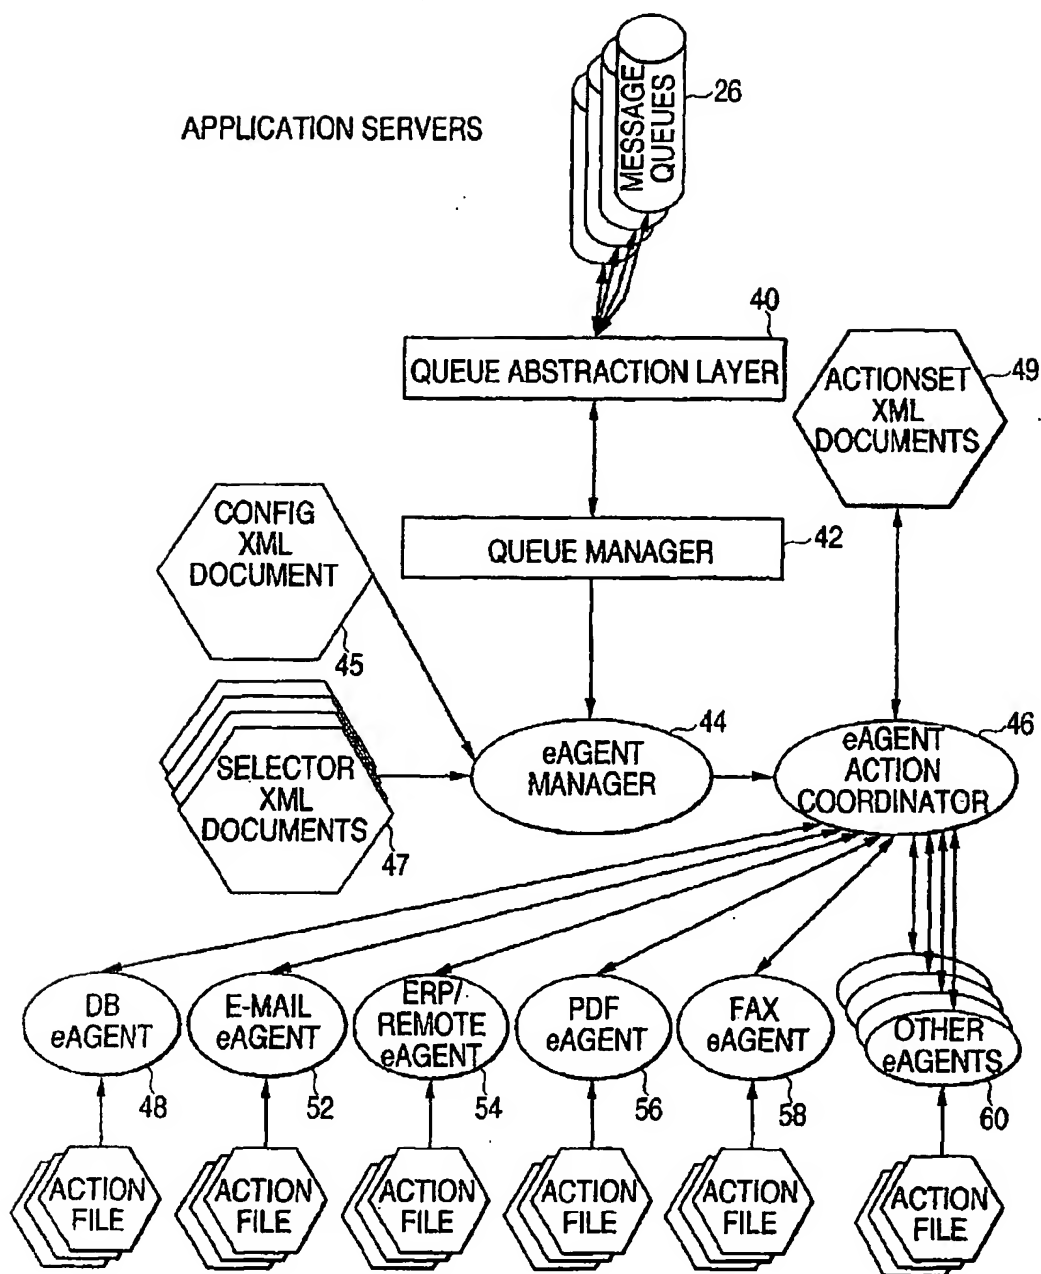 MESSAGE
QUEUES
26
APPLICATION SERVERS
40
QUEUE ABSTRACTION LAYER
49
ACTIONSET
XML
DOCUMENTS
CONFIG
XML
DOCUMENT
45
QUEUE MANAGER
42
SELECTOR
XML
DOCUMENTS
47
44
eAGENT
MANAGER
46
eAGENT
ACTION
COORDINATOR
DB
eAGENT
48
E-MAIL
eAGENT
52
ERP/
REMOTE
eAGENT
54
PDF
eAGENT
56
FAX
eAGENT
58
OTHER
eAGENTS
60
ACTION
FILE
ACTION
FILE
ACTION
FILE
ACTION
FILE
ACTION
FILE
ACTION
FILE